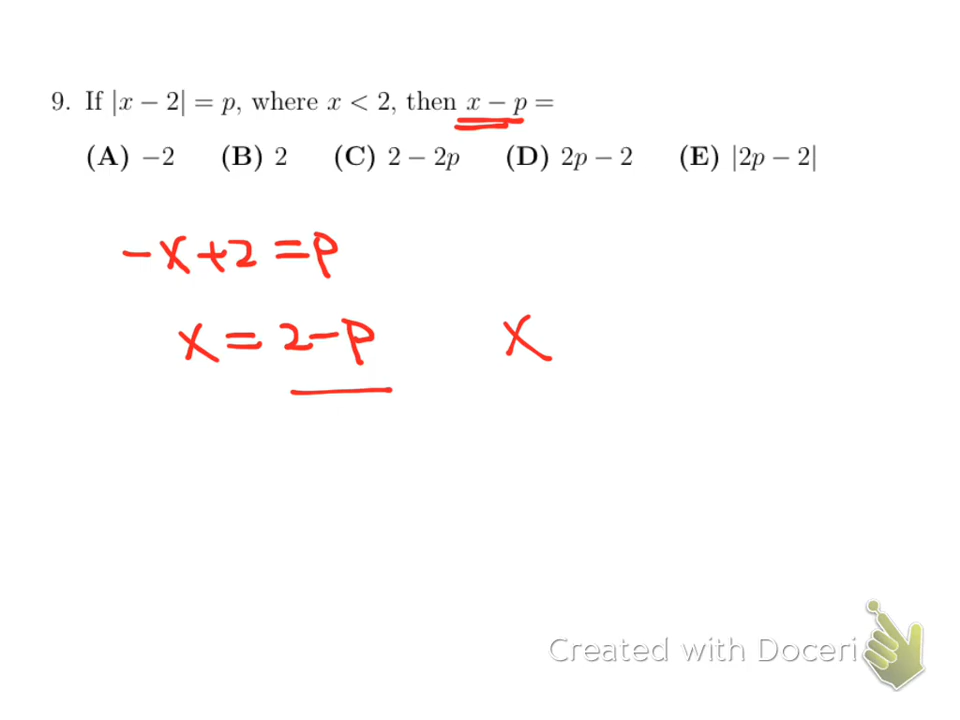 9. If |x − 2| = p, where x < 2, then x − p =
(A) −2 (B) 2 (C) 2 − 2p (D) 2p − 2 (E) |2p − 2|
-x+2=p
x = 2-p x
Created with Doceri